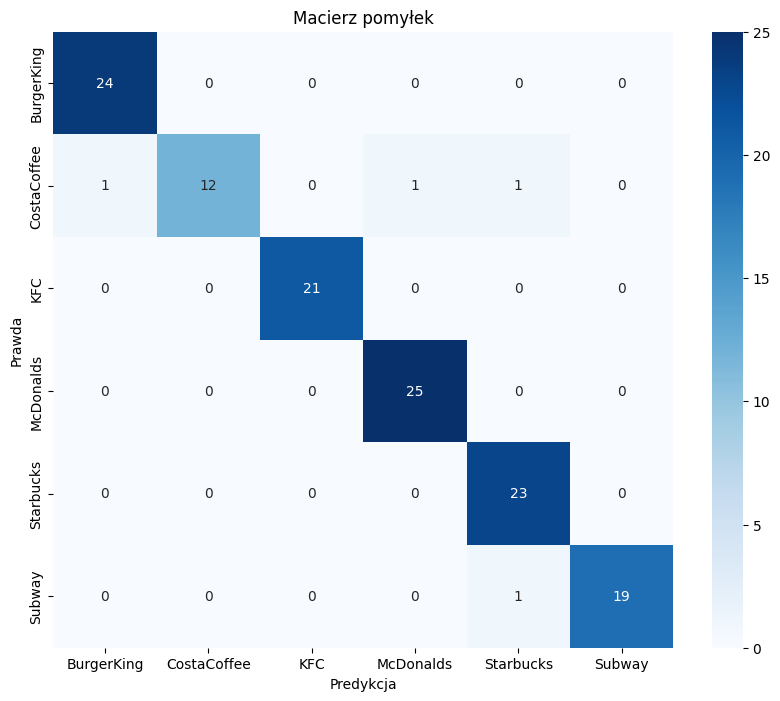 Macierz pomyłek
Prawda
BurgerKing 24 0 0 0 0 0
CostaCoffee 1 12 0 1 1 0
KFC 0 0 21 0 0 0
McDonalds 0 0 0 25 0 0
Starbucks 0 0 0 0 23 0
Subway 0 0 0 0 1 19
BurgerKing CostaCoffee KFC McDonalds Starbucks Subway
Predykcja
25
20
15
10
5
0